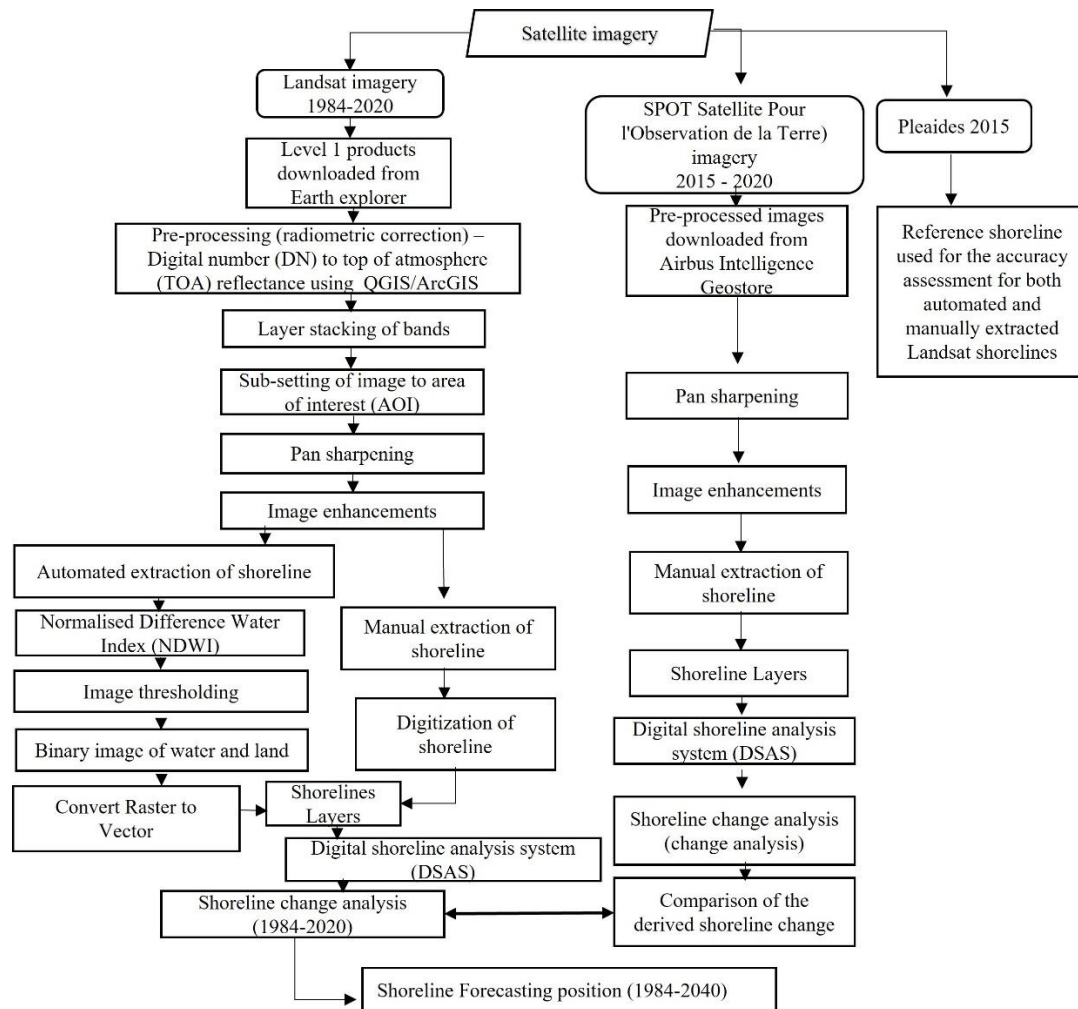 Satellite imagery
Landsat imagery
1984-2020
Level 1 products
downloaded from
Earth explorer
Pre-processing (radiometric correction) –
Digital number (DN) to top of atmosphere
(TOA) reflectance using QGIS/ArcGIS
Layer stacking of bands
Sub-setting of image to area
of interest (AOI)
Pan sharpening
Image enhancements
Automated extraction of shoreline
Normalised Difference Water
Index (NDWI)
Image thresholding
Binary image of water and land
Convert Raster to
Vector
Manual extraction of
shoreline
Digitization of
shoreline
Shorelines
Layers
Digital shoreline analysis system
(DSAS)
Shoreline change analysis
(1984-2020)
Shoreline Forecasting position (1984-2040)
SPOT Satellite Pour
l'Observation de la Terre)
imagery
2015 - 2020
Pre-processed images
downloaded from
Airbus Intelligence
Geostore
Pan sharpening
Image enhancements
Manual extraction of
shoreline
Shoreline Layers
Digital shoreline analysis
system (DSAS)
Shoreline change analysis
(change analysis)
Comparison of the
derived shoreline change
Pleaides 2015
Reference shoreline
used for the accuracy
assessment for both
automated and
manually extracted
Landsat shorelines